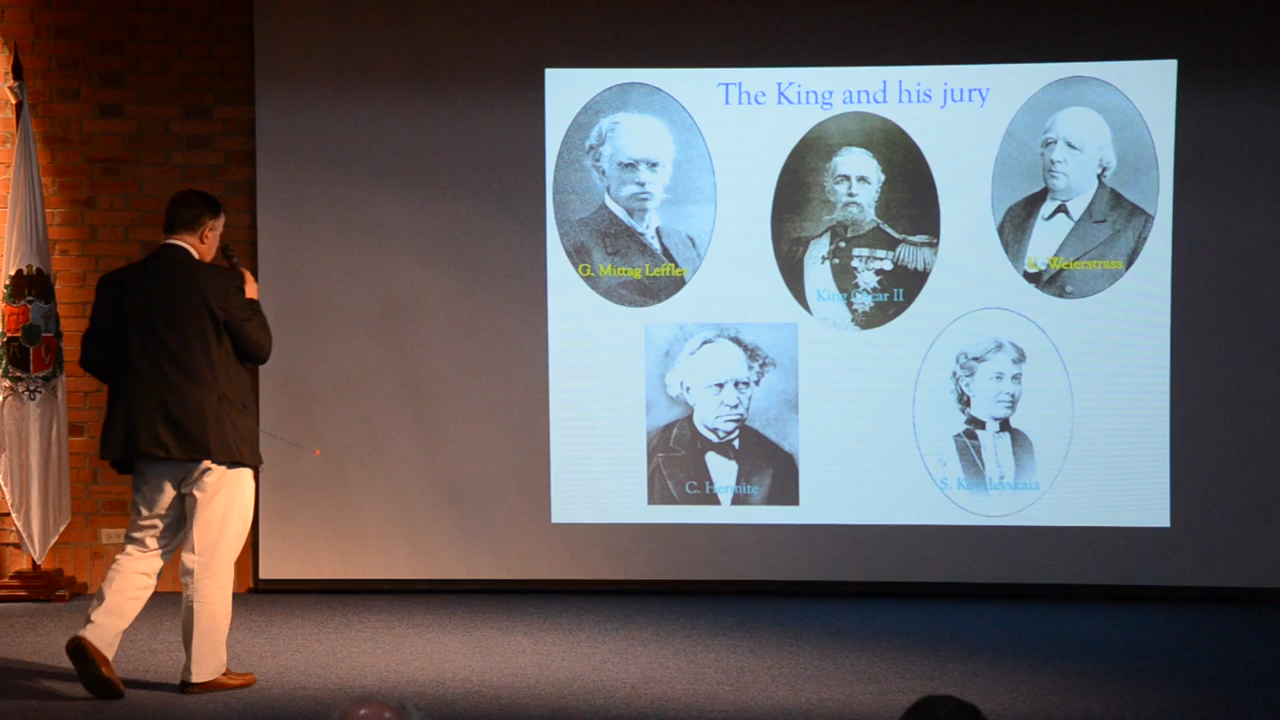 The King and his jury
G. Mittag Leffler
King Oscar II
K. Weierstrass
C. Hermite
S. Kovalevskaia